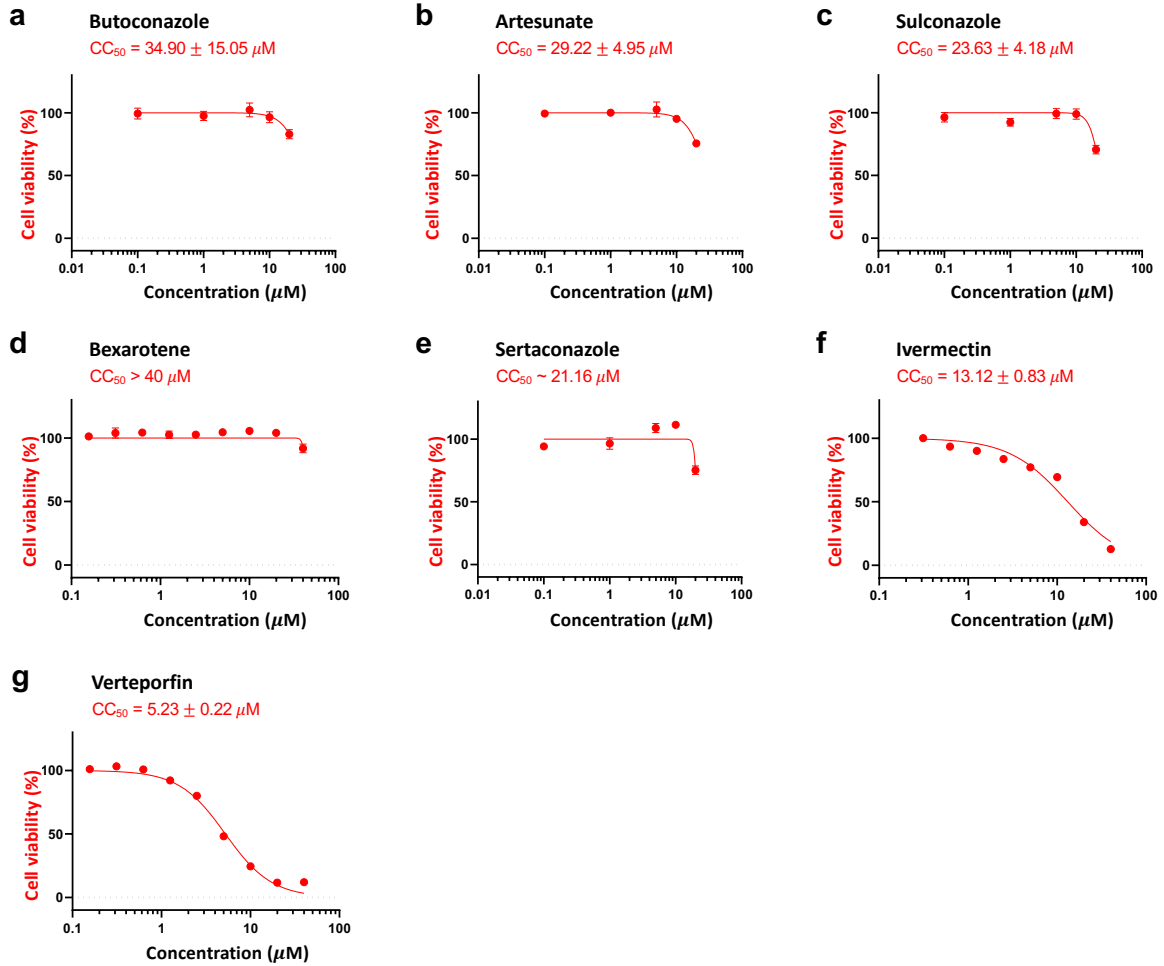 a
Butoconazole
CC₅₀ = 34.90 ± 15.05 μM
Cell viability (%)
100
50
0
0.01 0.1 1 10 100
Concentration (μM)
b
Artesunate
CC₅₀ = 29.22 ± 4.95 μM
Cell viability (%)
100
50
0
0.01 0.1 1 10 100
Concentration (μM)
c
Sulconazole
CC₅₀ = 23.63 ± 4.18 μM
Cell viability (%)
100
50
0
0.01 0.1 1 10 100
Concentration (μM)
d
Bexarotene
CC₅₀ > 40 μM
Cell viability (%)
100
50
0
0.1 1 10 100
Concentration (μM)
e
Sertaconazole
CC₅₀ ~ 21.16 μM
Cell viability (%)
100
50
0
0.01 0.1 1 10 100
Concentration (μM)
f
Ivermectin
CC₅₀ = 13.12 ± 0.83 μM
Cell viability (%)
100
50
0
0.1 1 10 100
Concentration (μM)
g
Verteporfin
CC₅₀ = 5.23 ± 0.22 μM
Cell viability (%)
100
50
0
0.1 1 10 100
Concentration (μM)